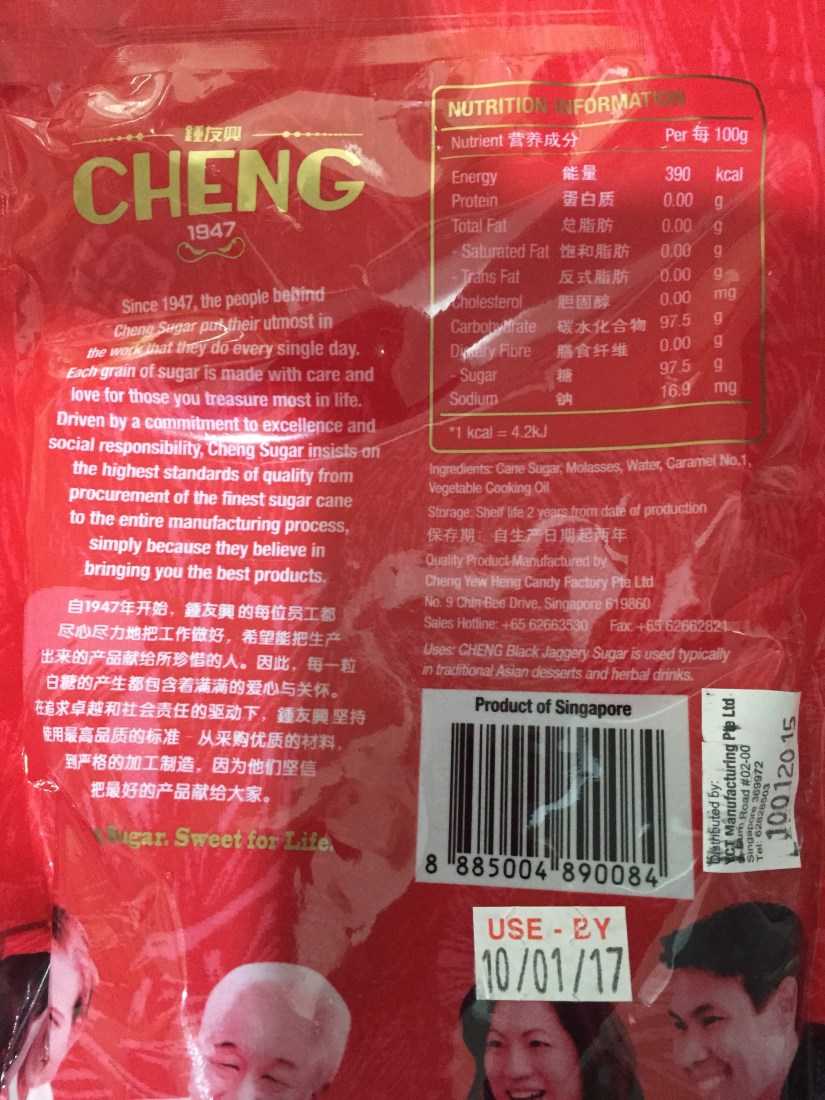 鍾友興
CHENG
1947
Since 1947, the people behind
Cheng Sugar put their utmost in
the work that they do every single day.
Each grain of sugar is made with care and
love for those you treasure most in life.
Driven by a commitment to excellence and
social responsibility, Cheng Sugar insists on
the highest standards of quality from
procurement of the finest sugar cane
to the entire manufacturing process,
simply because they believe in
bringing you the best products.
自1947年开始，鍾友興的每位员工都
尽心尽力地把工作做好，希望能把生产
出来的产品献给所珍惜的人。因此，每一粒
白糖的产生都包含着满满的爱心与关怀。
在追求卓越和社会责任的驱动下，鍾友興坚持
使用最高品质的标准 - 从采购优质的材料，
到严格的加工制造，因为他们坚信
把最好的产品献给大家。
Sugar. Sweet for Life.
NUTRITION INFORMATION
Nutrient 营养成分 Per 每 100g
Energy 能量 390 kcal
Protein 蛋白质 0.00 g
Total Fat 总脂肪 0.00 g
- Saturated Fat 饱和脂肪 0.00 g
- Trans Fat 反式脂肪 0.00 g
Cholesterol 胆固醇 0.00 mg
Carbohydrate 碳水化合物 97.5 g
Dietary Fibre 膳食纤维 0.00 g
- Sugar 糖 97.5 g
Sodium 钠 16.9 mg
*1 kcal = 4.2kJ
Ingredients: Cane Sugar, Molasses, Water, Caramel No.1,
Vegetable Cooking Oil
Storage: Shelf life 2 years from date of production
保存期：自生产日期起两年
Quality Product Manufactured by
Cheng Yew Heng Candy Factory Pte Ltd
No. 9 Chin Bee Drive, Singapore 619860
Sales Hotline: +65 62663530 Fax: +65 62662821
Uses: CHENG Black Jaggery Sugar is used typically
in traditional Asian desserts and herbal drinks.
Product of Singapore
8 885004 890084
Distributed by:
Manufacturing Pte Ltd
Road #02-00
Singapore 369972
Tel: 62828503
L10012015
USE - BY
10/01/17